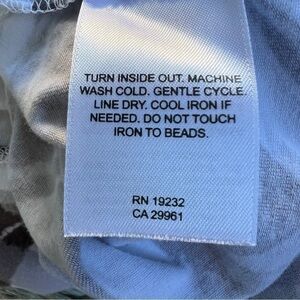 TURN INSIDE OUT. MACHINE
WASH COLD. GENTLE CYCLE.
LINE DRY. COOL IRON IF
NEEDED. DO NOT TOUCH
IRON TO BEADS.
RN 19232
CA 29961